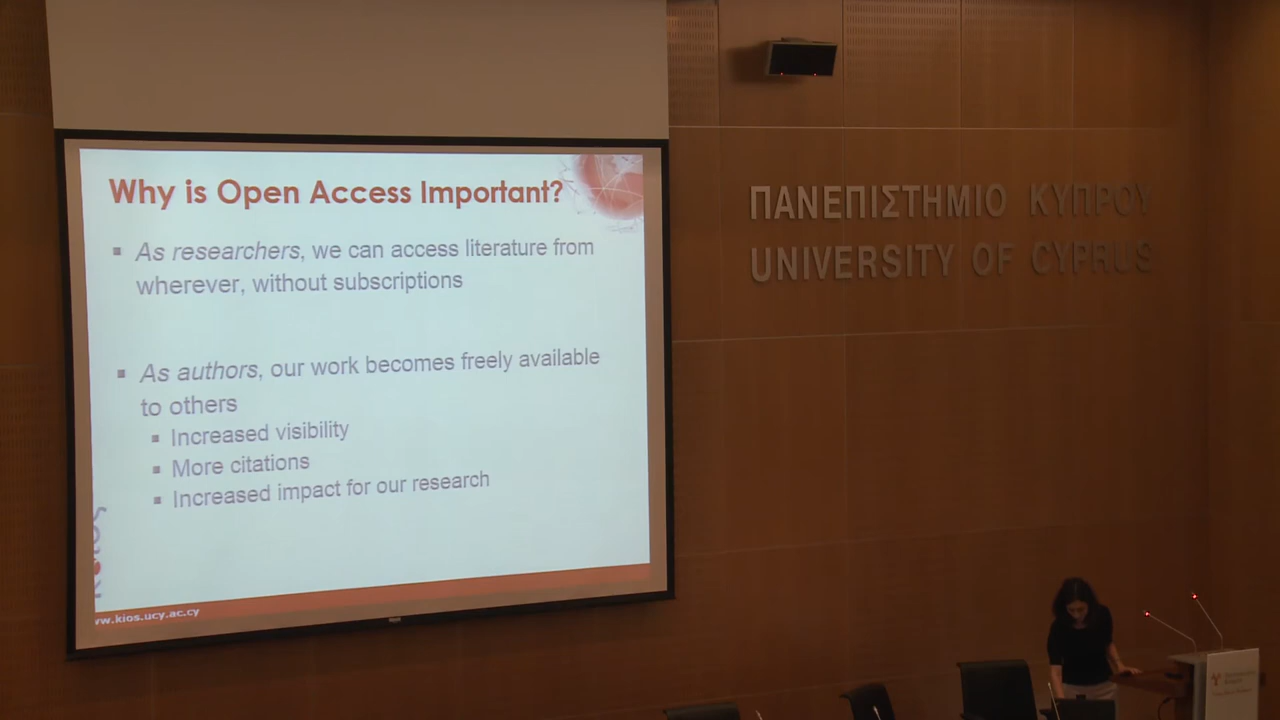 Why is Open Access Important?
As researchers, we can access literature from
wherever, without subscriptions
As authors, our work becomes freely available
to others
Increased visibility
More citations
Increased impact for our research
www.kios.ucy.ac.cy
ΠΑΝΕΠΙΣΤΗΜΙΟ ΚΥΠΡΟΥ
UNIVERSITY OF CYPRUS